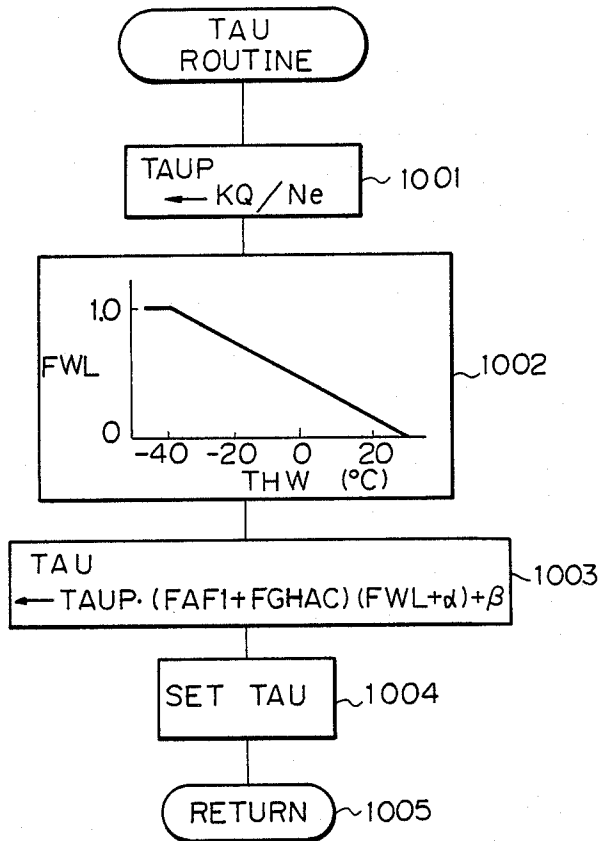 TAU
ROUTINE
TAUP
← KQ/Ne
1001
1.0
FWL
0
-40 -20 0 20
THW (°C)
1002
TAU
← TAUP·(FAF1+FGHAC)(FWL+α)+β
1003
SET TAU
1004
RETURN
1005